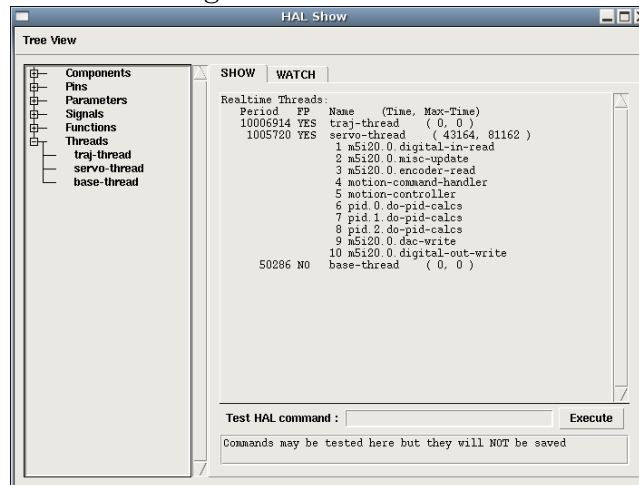 HAL Show
Tree View
Components
Pins
Parameters
Signals
Functions
Threads
traj-thread
servo-thread
base-thread
SHOW WATCH
Realtime Threads:
Period FP Name (Time, Max-Time)
10006914 YES traj-thread ( 0, 0 )
1005720 YES servo-thread ( 43164, 81162 )
1 m5i20.0.digital-in-read
2 m5i20.0.misc-update
3 m5i20.0.encoder-read
4 motion-command-handler
5 motion-controller
6 pid.0.do-pid-calcs
7 pid.1.do-pid-calcs
8 pid.2.do-pid-calcs
9 m5i20.0.dac-write
10 m5i20.0.digital-out-write
50286 NO base-thread ( 0, 0 )
Test HAL command : Execute
Commands may be tested here but they will NOT be saved